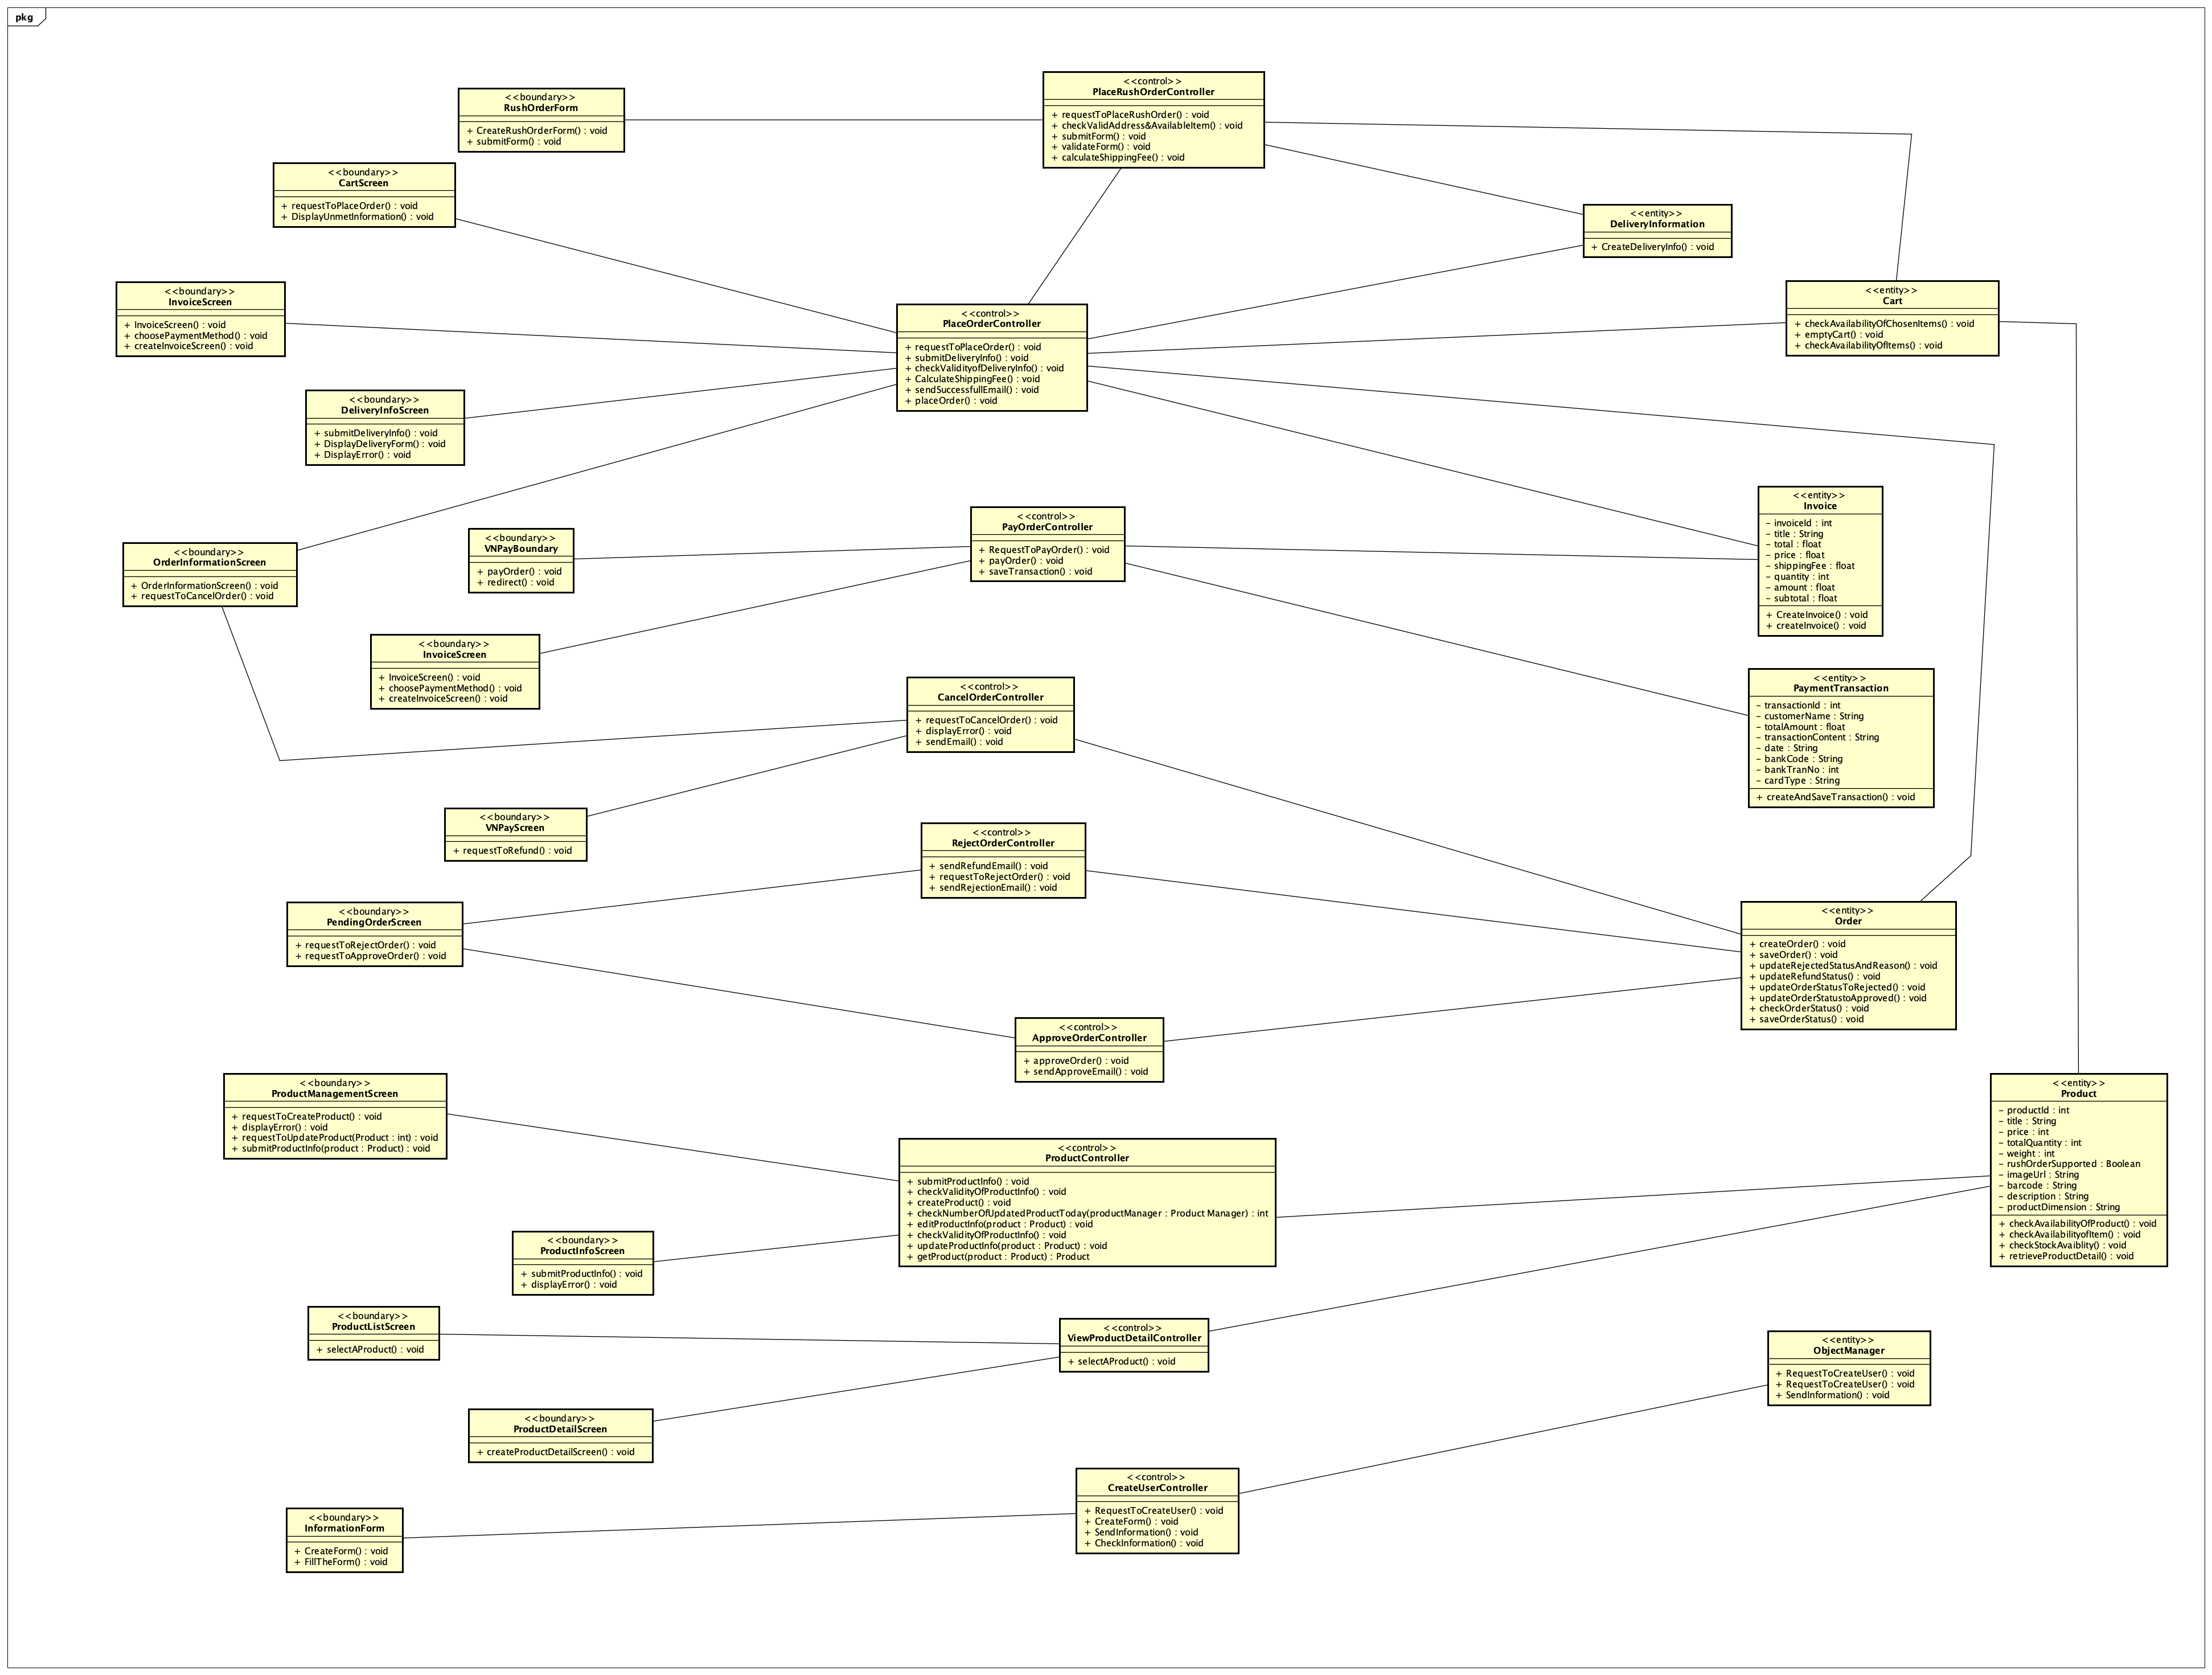 pkg
<<control>>
PlaceRushOrderController
+ requestToPlaceRushOrder() : void
+ checkValidAddress&AvailableItem() : void
+ submitForm() : void
+ validateForm() : void
+ calculateShippingFee() : void
<<boundary>>
RushOrderForm
+ CreateRushOrderForm() : void
+ submitForm() : void
<<boundary>>
CartScreen
+ requestToPlaceOrder() : void
+ DisplayUnmetInformation() : void
<<entity>>
DeliveryInformation
+ CreateDeliveryInfo() : void
<<boundary>>
InvoiceScreen
+ InvoiceScreen() : void
+ choosePaymentMethod() : void
+ createInvoiceScreen() : void
<<control>>
PlaceOrderController
+ requestToPlaceOrder() : void
+ submitDeliveryInfo() : void
+ checkValidityofDeliveryInfo() : void
+ CalculateShippingFee() : void
+ sendSuccessfullEmail() : void
+ placeOrder() : void
<<entity>>
Cart
+ checkAvailabilityOfChosenItems() : void
+ emptyCart() : void
+ checkAvailabilityOfItems() : void
<<boundary>>
DeliveryInfoScreen
+ submitDeliveryInfo() : void
+ DisplayDeliveryForm() : void
+ DisplayError() : void
<<entity>>
Invoice
− invoiceId : int
− title : String
− total : float
− price : float
− shippingFee : float
− quantity : int
− amount : float
− subtotal : float
+ CreateInvoice() : void
+ createInvoice() : void
<<control>>
PayOrderController
+ RequestToPayOrder() : void
+ payOrder() : void
+ saveTransaction() : void
<<boundary>>
VNPayBoundary
+ payOrder() : void
+ redirect() : void
<<boundary>>
OrderInformationScreen
+ OrderInformationScreen() : void
+ requestToCancelOrder() : void
<<boundary>>
InvoiceScreen
+ InvoiceScreen() : void
+ choosePaymentMethod() : void
+ createInvoiceScreen() : void
<<entity>>
PaymentTransaction
− transactionId : int
− customerName : String
− totalAmount : float
− transactionContent : String
− date : String
− bankCode : String
− bankTranNo : int
− cardType : String
+ createAndSaveTransaction() : void
<<control>>
CancelOrderController
+ requestToCancelOrder() : void
+ displayError() : void
+ sendEmail() : void
<<boundary>>
VNPayScreen
+ requestToRefund() : void
<<control>>
RejectOrderController
+ sendRefundEmail() : void
+ requestToRejectOrder() : void
+ sendRejectionEmail() : void
<<boundary>>
PendingOrderScreen
+ requestToRejectOrder() : void
+ requestToApproveOrder() : void
<<entity>>
Order
+ createOrder() : void
+ saveOrder() : void
+ updateRejectedStatusAndReason() : void
+ updateRefundStatus() : void
+ updateOrderStatusToRejected() : void
+ updateOrderStatustoApproved() : void
+ checkOrderStatus() : void
+ saveOrderStatus() : void
<<control>>
ApproveOrderController
+ approveOrder() : void
+ sendApproveEmail() : void
<<boundary>>
ProductManagementScreen
+ requestToCreateProduct() : void
+ displayError() : void
+ requestToUpdateProduct(Product : int) : void
+ submitProductInfo(product : Product) : void
<<entity>>
Product
− productId : int
− title : String
− price : int
− totalQuantity : int
− weight : int
− rushOrderSupported : Boolean
− imageUrl : String
− barcode : String
− description : String
− productDimension : String
+ checkAvailabilityOfProduct() : void
+ checkAvailabilityofItem() : void
+ checkStockAvaiblity() : void
+ retrieveProductDetail() : void
<<control>>
ProductController
+ submitProductInfo() : void
+ checkValidityOfProductInfo() : void
+ createProduct() : void
+ checkNumberOfUpdatedProductToday(productManager : Product Manager) : int
+ editProductInfo(product : Product) : void
+ checkValidityOfProductInfo() : void
+ updateProductInfo(product : Product) : void
+ getProduct(product : Product) : Product
<<boundary>>
ProductInfoScreen
+ submitProductInfo() : void
+ displayError() : void
<<boundary>>
ProductListScreen
+ selectAProduct() : void
<<control>>
ViewProductDetailController
+ selectAProduct() : void
<<entity>>
ObjectManager
+ RequestToCreateUser() : void
+ RequestToCreateUser() : void
+ SendInformation() : void
<<boundary>>
ProductDetailScreen
+ createProductDetailScreen() : void
<<control>>
CreateUserController
+ RequestToCreateUser() : void
+ CreateForm() : void
+ SendInformation() : void
+ CheckInformation() : void
<<boundary>>
InformationForm
+ CreateForm() : void
+ FillTheForm() : void